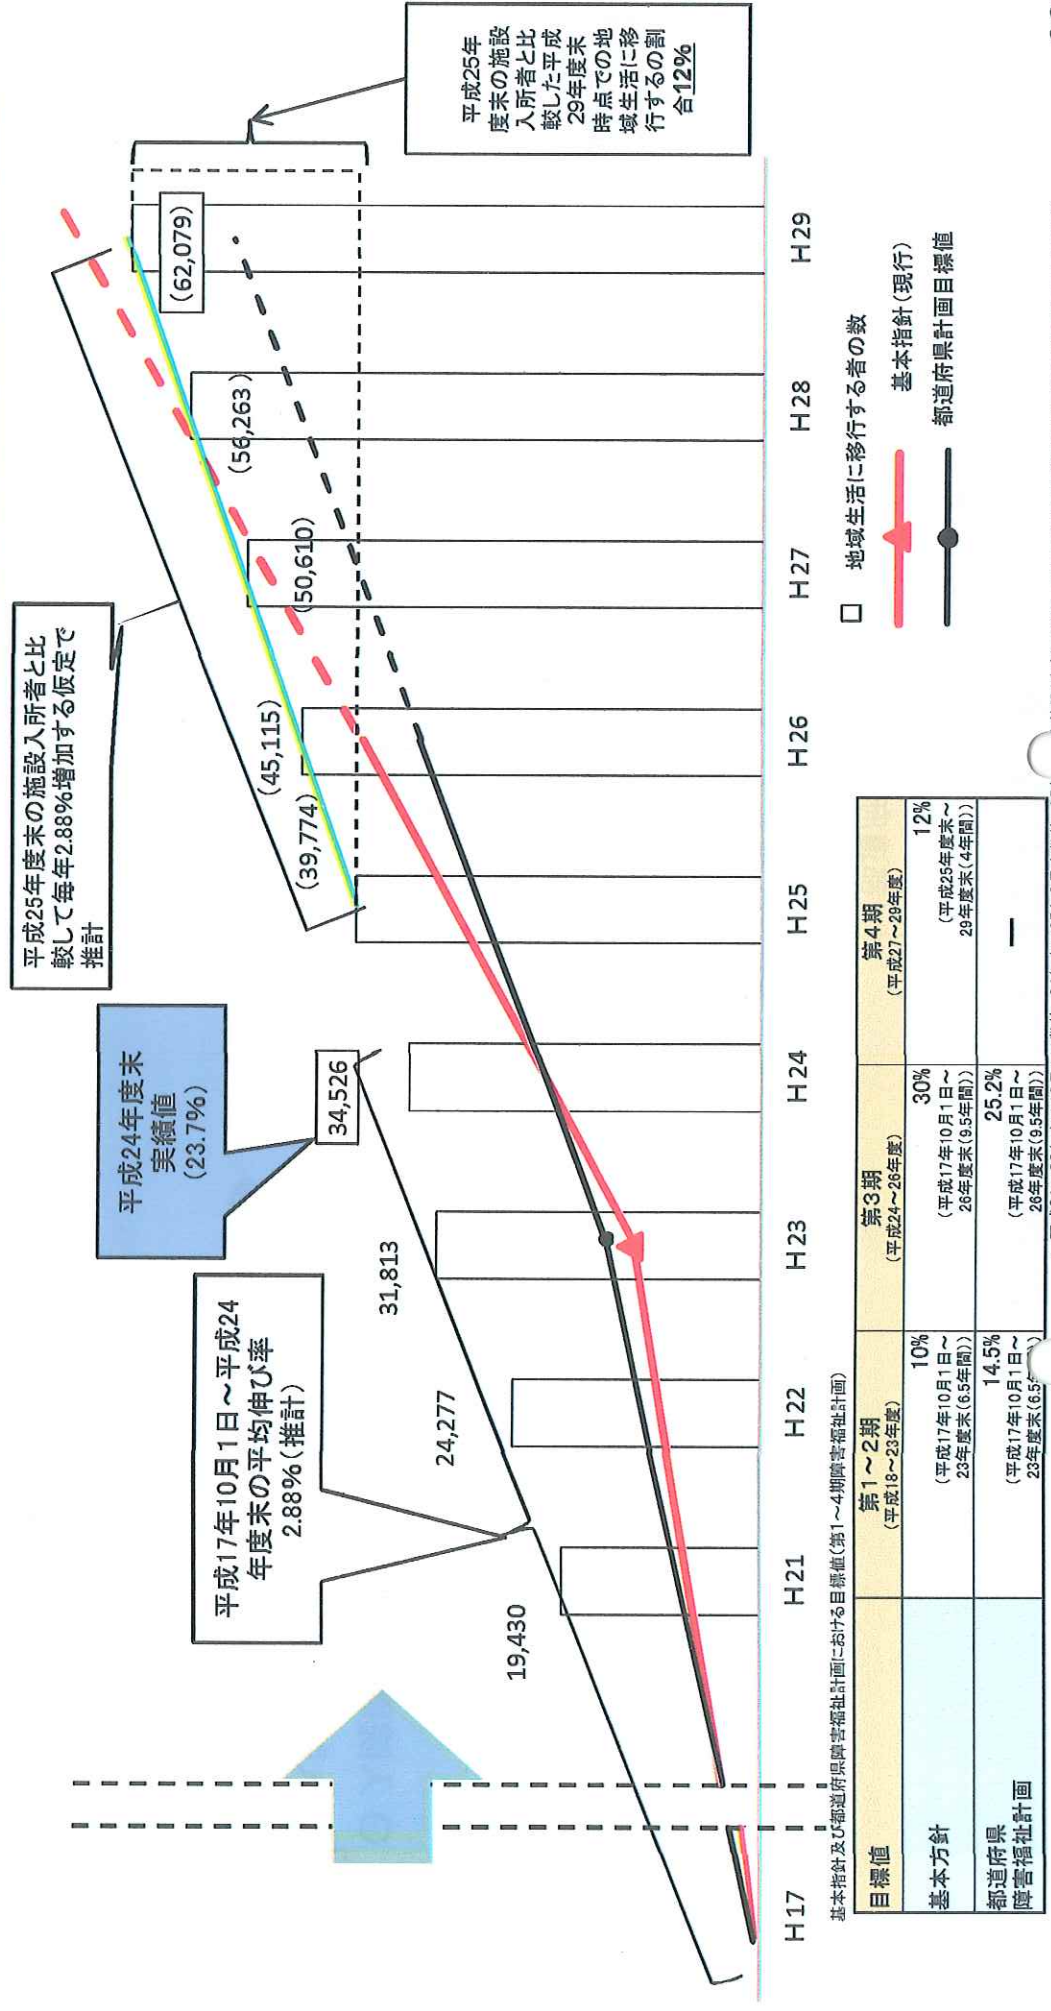 平成25年度末の施設入所者と比
較して毎年2.88%増加する仮定で
推計
平成24年度末
実績値
(23.7%)
平成17年10月1日～平成24
年度末の平均伸び率
2.88%(推計)
平成25年
度末の施設
入所者と比
較した平成
29年度末
時点での地
域生活に移
行するの割
合12%
19,430
24,277
31,813
34,526
(39,774)
(45,115)
(50,610)
(56,263)
(62,079)
H17
H21
H22
H23
H24
H25
H26
H27
H28
H29
地域生活に移行する者の数
基本指針(現行)
都道府県計画目標値
基本指針及び都道府県障害福祉計画における目標値(第1～4期障害福祉計画)
目標値
第1～2期
(平成18～23年度)
第3期
(平成24～26年度)
第4期
(平成27～29年度)
基本方針
10%
(平成17年10月1日～
23年度末(6.5年間))
30%
(平成17年10月1日～
26年度末(9.5年間))
12%
(平成25年度末～
29年度末(4年間))
都道府県
障害福祉計画
14.5%
(平成17年10月1日～
23年度末(6.5
25.2%
(平成17年10月1日～
26年度末(9.5年間))
―